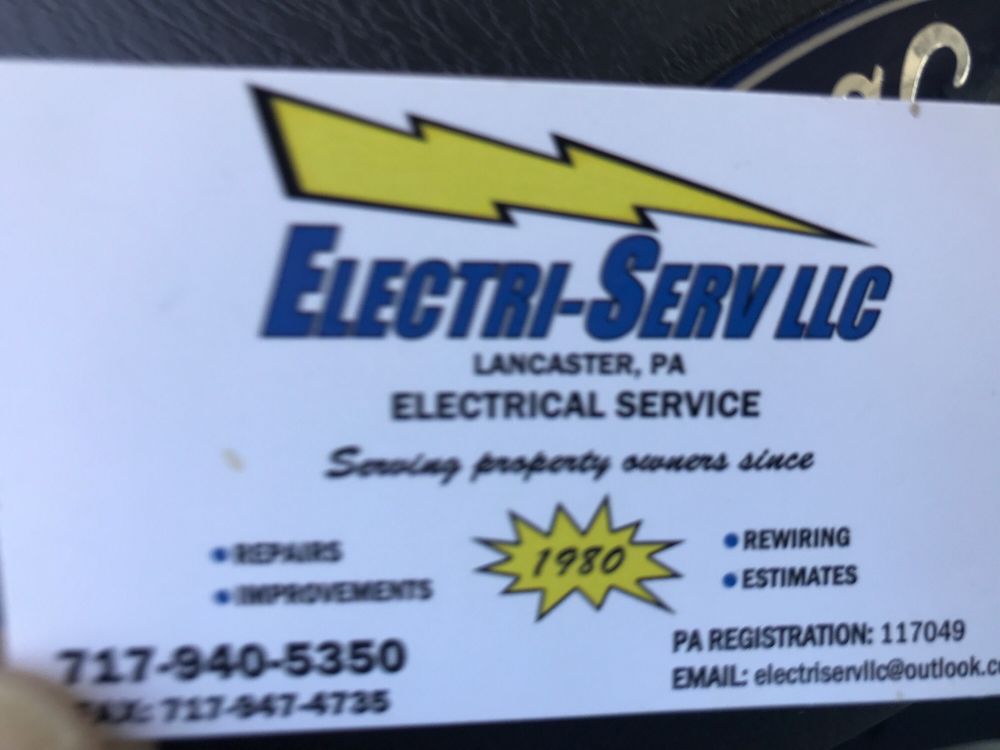 ELECTRI-SERV LLC
LANCASTER, PA
ELECTRICAL SERVICE
Serving property owners since
1980
• REPAIRS
• IMPROVEMENTS
• REWIRING
• ESTIMATES
717-940-5350
FAX: 717-947-4735
PA REGISTRATION: 117049
EMAIL: electriservllc@outlook.c